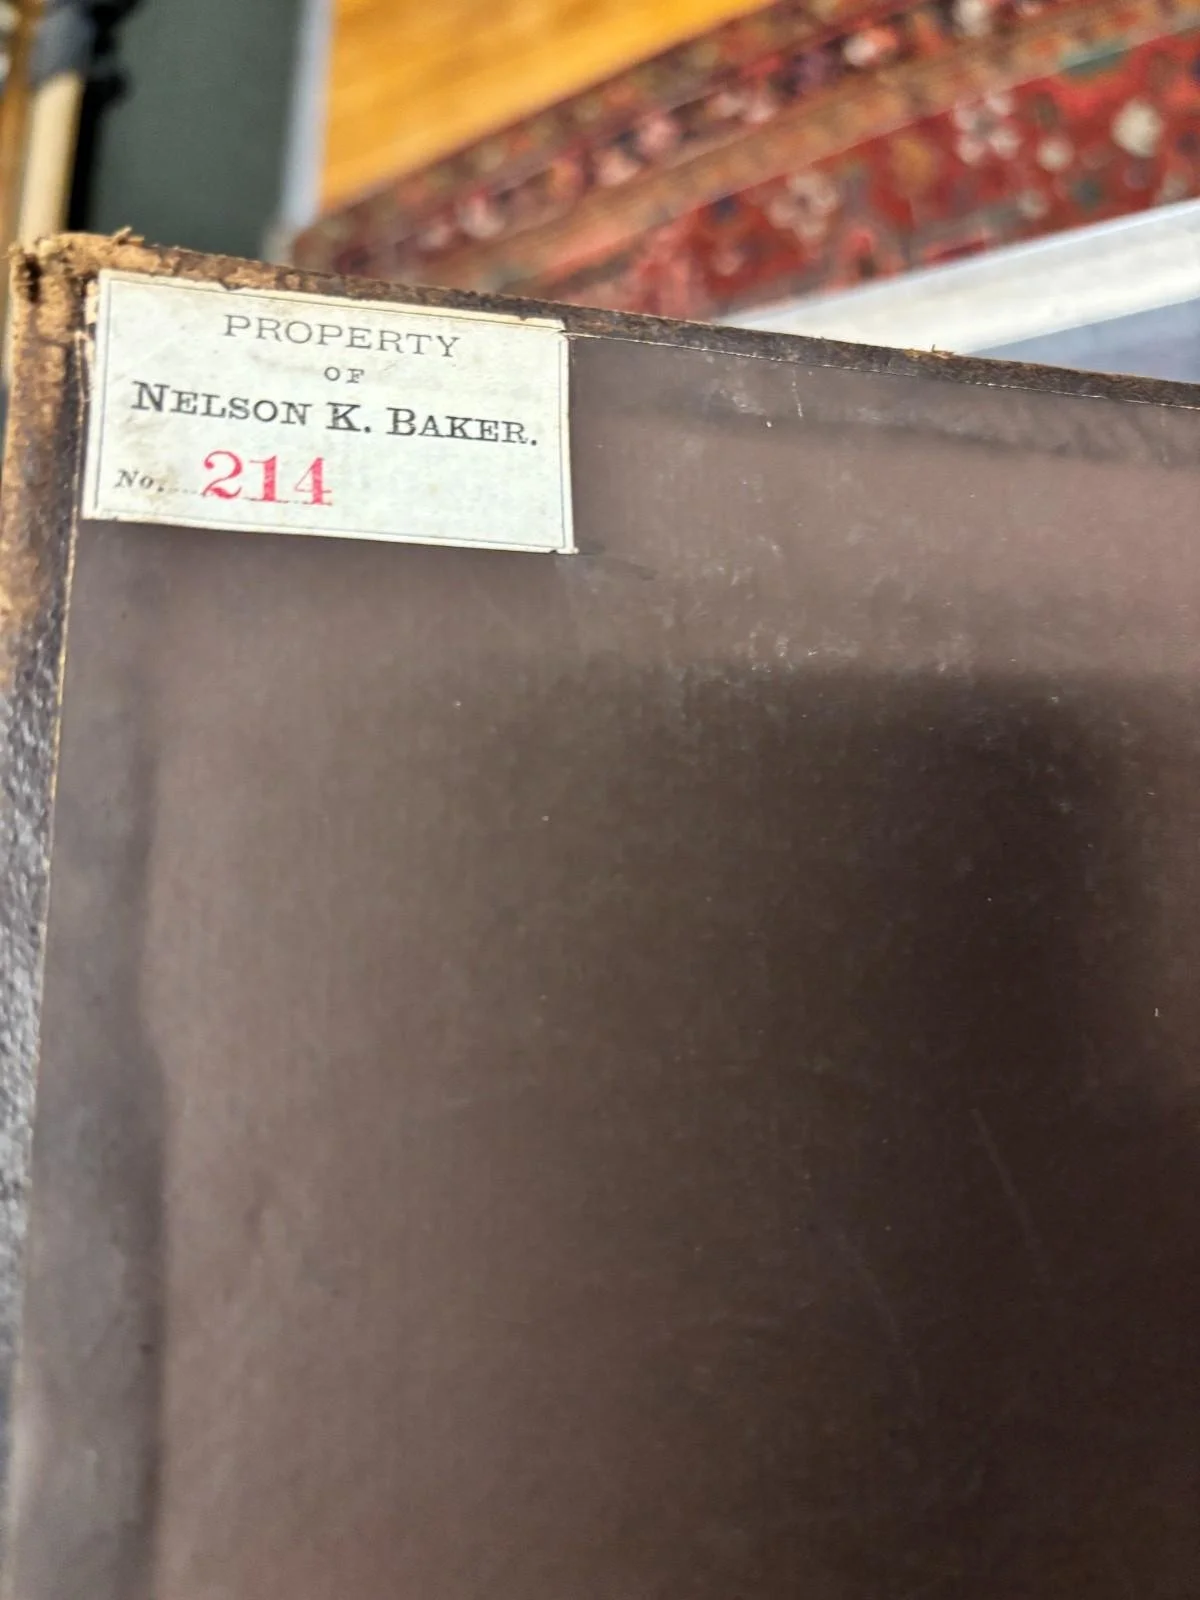 PROPERTY
OF
NELSON K. BAKER.
No. 214